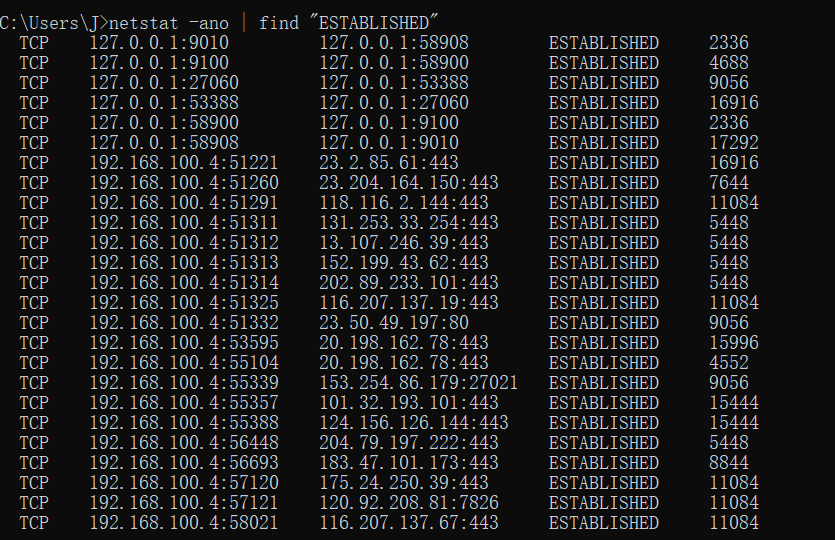 C:\Users\J>netstat -ano | find "ESTABLISHED"
TCP 127.0.0.1:9010 127.0.0.1:58908 ESTABLISHED 2336
TCP 127.0.0.1:9100 127.0.0.1:58900 ESTABLISHED 4688
TCP 127.0.0.1:27060 127.0.0.1:53388 ESTABLISHED 9056
TCP 127.0.0.1:53388 127.0.0.1:27060 ESTABLISHED 16916
TCP 127.0.0.1:58900 127.0.0.1:9100 ESTABLISHED 2336
TCP 127.0.0.1:58908 127.0.0.1:9010 ESTABLISHED 17292
TCP 192.168.100.4:51221 23.2.85.61:443 ESTABLISHED 16916
TCP 192.168.100.4:51260 23.204.164.150:443 ESTABLISHED 7644
TCP 192.168.100.4:51291 118.116.2.144:443 ESTABLISHED 11084
TCP 192.168.100.4:51311 131.253.33.254:443 ESTABLISHED 5448
TCP 192.168.100.4:51312 13.107.246.39:443 ESTABLISHED 5448
TCP 192.168.100.4:51313 152.199.43.62:443 ESTABLISHED 5448
TCP 192.168.100.4:51314 202.89.233.101:443 ESTABLISHED 5448
TCP 192.168.100.4:51325 116.207.137.19:443 ESTABLISHED 11084
TCP 192.168.100.4:51332 23.50.49.197:80 ESTABLISHED 9056
TCP 192.168.100.4:53595 20.198.162.78:443 ESTABLISHED 15996
TCP 192.168.100.4:55104 20.198.162.78:443 ESTABLISHED 4552
TCP 192.168.100.4:55339 153.254.86.179:27021 ESTABLISHED 9056
TCP 192.168.100.4:55357 101.32.193.101:443 ESTABLISHED 15444
TCP 192.168.100.4:55388 124.156.126.144:443 ESTABLISHED 15444
TCP 192.168.100.4:56448 204.79.197.222:443 ESTABLISHED 5448
TCP 192.168.100.4:56693 183.47.101.173:443 ESTABLISHED 8844
TCP 192.168.100.4:57120 175.24.250.39:443 ESTABLISHED 11084
TCP 192.168.100.4:57121 120.92.208.81:7826 ESTABLISHED 11084
TCP 192.168.100.4:58021 116.207.137.67:443 ESTABLISHED 11084